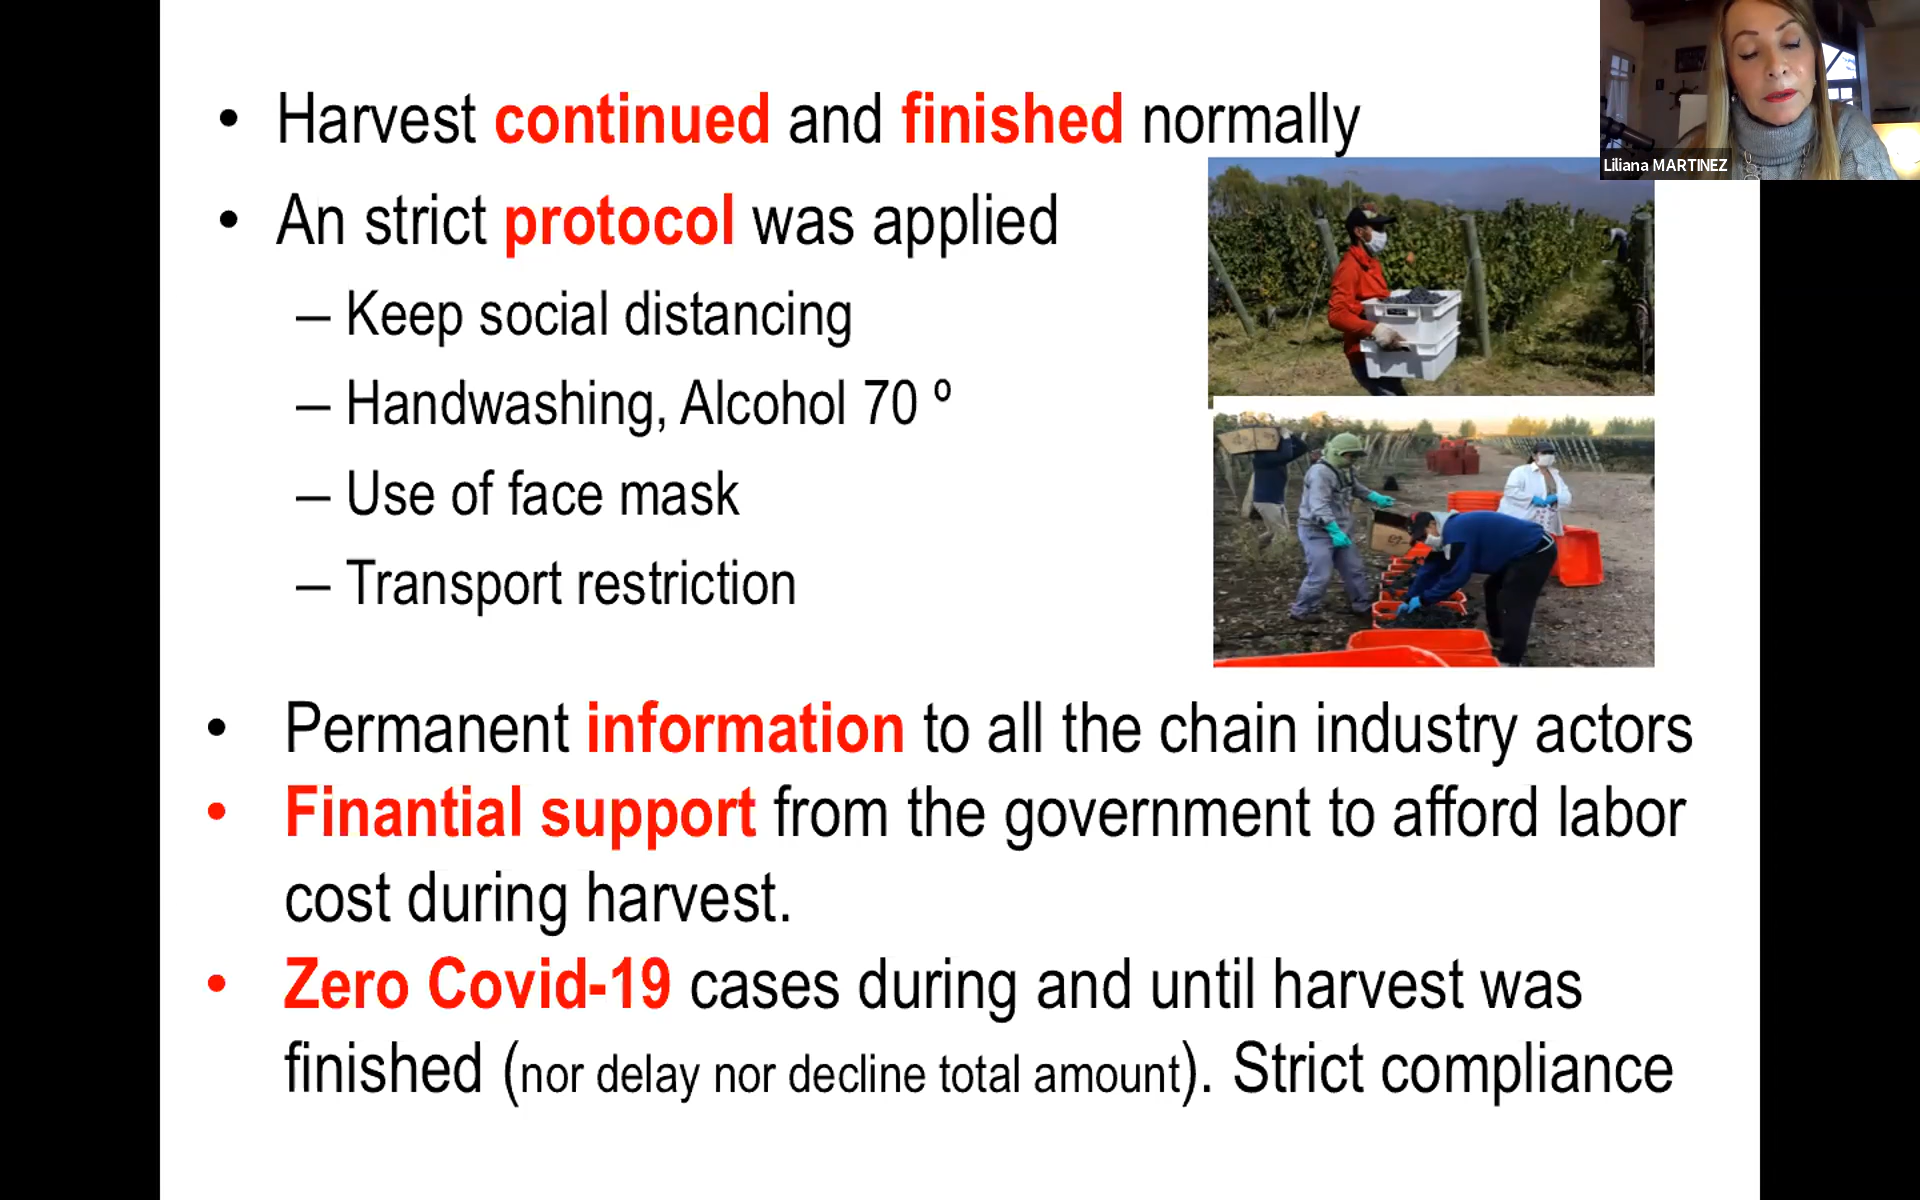 • Harvest continued and finished normally
• An strict protocol was applied
– Keep social distancing
– Handwashing, Alcohol 70 º
– Use of face mask
– Transport restriction
• Permanent information to all the chain industry actors
• Finantial support from the government to afford labor
cost during harvest.
• Zero Covid-19 cases during and until harvest was
finished (nor delay nor decline total amount). Strict compliance
Liliana MARTINEZ